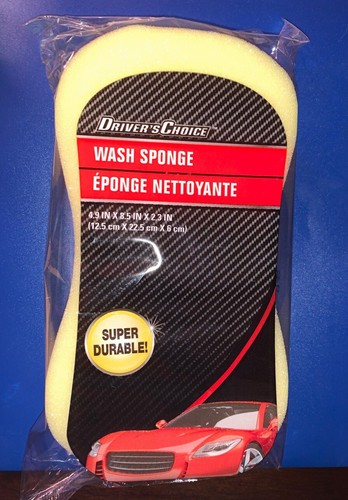 DRIVER'S CHOICE™
WASH SPONGE
ÉPONGE NETTOYANTE
4.9 IN X 8.5 IN X 2.3 IN
(12.5 cm X 22.5 cm X 6 cm)
SUPER
DURABLE!